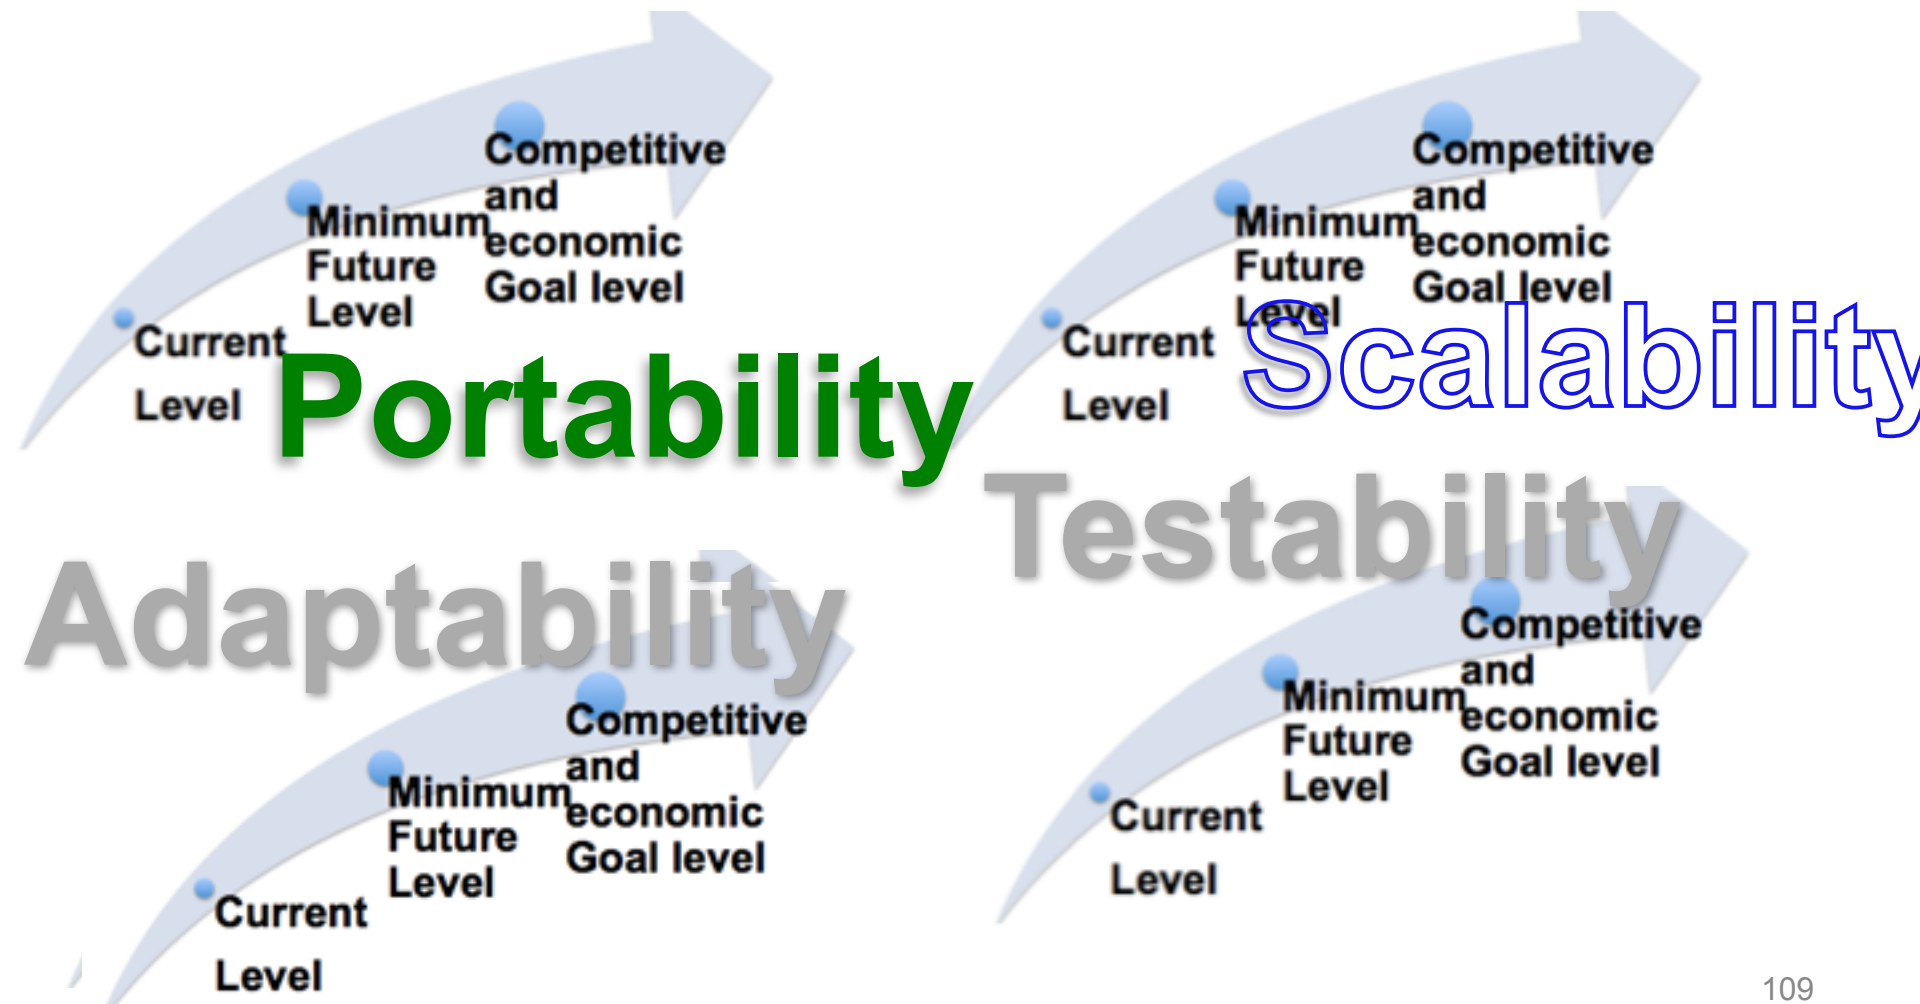 Competitive
and
economic
Goal level
Minimum
Future
Level
Current
Level
Portability
Competitive
and
economic
Goal level
Minimum
Future
Level
Current
Level
Scalability
Adaptability
Competitive
and
economic
Goal level
Minimum
Future
Level
Current
Level
Testability
Competitive
and
economic
Goal level
Minimum
Future
Level
Current
Level
109